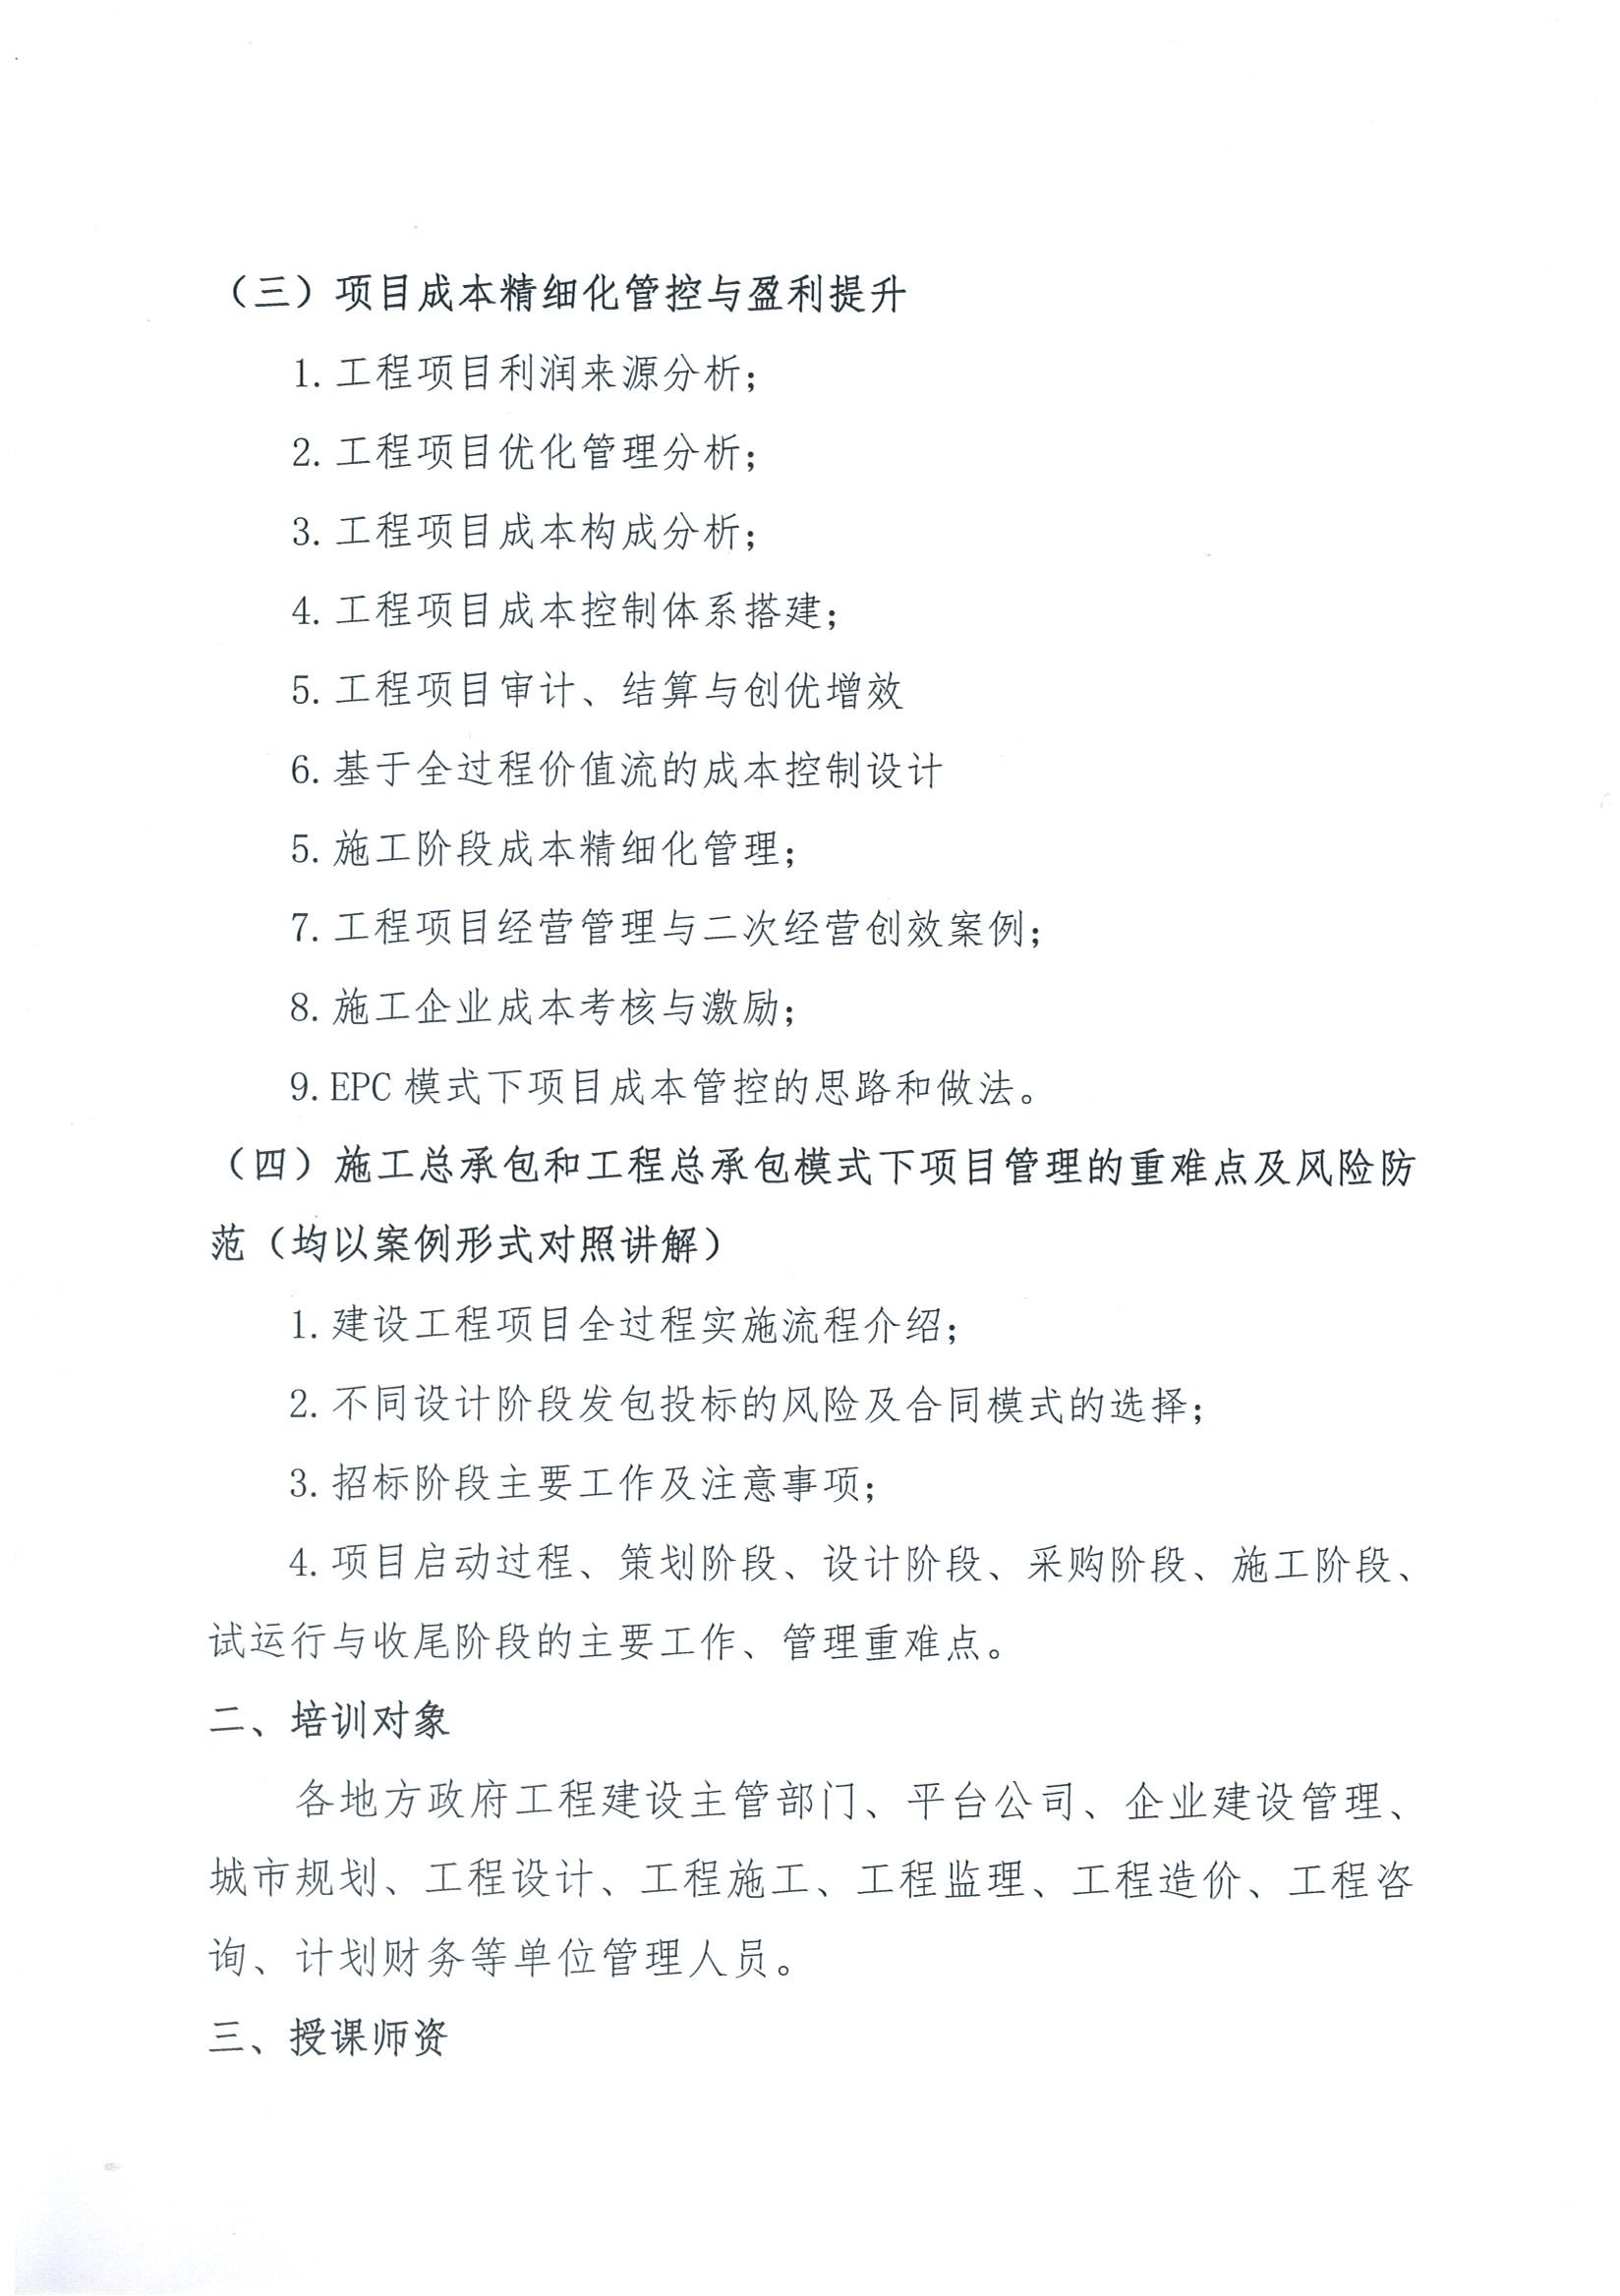 （三）项目成本精细化管控与盈利提升
1.工程项目利润来源分析；
2.工程项目优化管理分析；
3.工程项目成本构成分析；
4.工程项目成本控制体系搭建；
5.工程项目审计、结算与创优增效
6.基于全过程价值流的成本控制设计
5.施工阶段成本精细化管理；
7.工程项目经营管理与二次经营创效案例；
8.施工企业成本考核与激励；
9.EPC模式下项目成本管控的思路和做法。
（四）施工总承包和工程总承包模式下项目管理的重难点及风险防
范（均以案例形式对照讲解）
1.建设工程项目全过程实施流程介绍；
2.不同设计阶段发包投标的风险及合同模式的选择；
3.招标阶段主要工作及注意事项；
4.项目启动过程、策划阶段、设计阶段、采购阶段、施工阶段、
试运行与收尾阶段的主要工作、管理重难点。
二、培训对象
各地方政府工程建设主管部门、平台公司、企业建设管理、
城市规划、工程设计、工程施工、工程监理、工程造价、工程咨
询、计划财务等单位管理人员。
三、授课师资